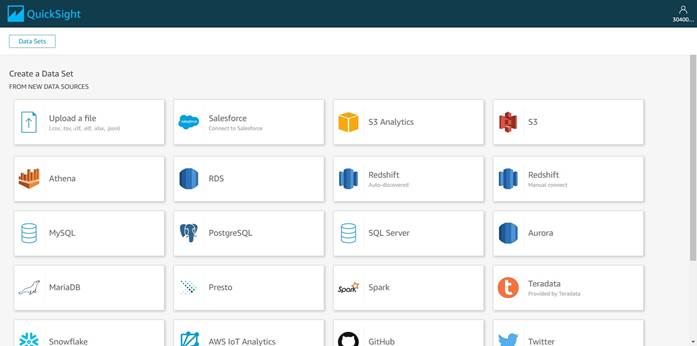 QuickSight
30400...
Data Sets
Create a Data Set
FROM NEW DATA SOURCES
Upload a file
(.csv, .tsv, .clf, .elf, .xlsx, .json)
Salesforce
Connect to Salesforce
S3 Analytics
S3
Athena
RDS
Redshift
Auto-discovered
Redshift
Manual connect
MySQL
PostgreSQL
SQL Server
Aurora
MariaDB
Presto
Spark
Spark
Teradata
Provided by Teradata
Snowflake
AWS IoT Analytics
GitHub
Twitter